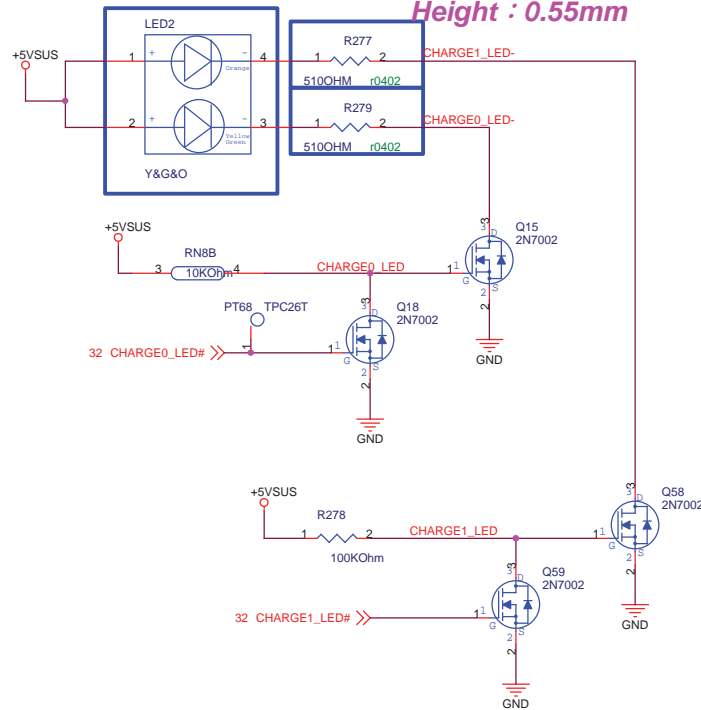 Height：0.55mm
LED2
+5VSUS
1 + - 4
Orange
R277
1 2
CHARGE1_LED-
510OHM r0402
2 + - 3
Yellow
Green
R279
1 2
CHARGE0_LED-
510OHM r0402
Y&G&O
+5VSUS
RN8B
3 4
10KOhm
CHARGE0_LED
3
3 D
Q15
2N7002
1 1
G
S
2
2
GND
PT68 TPC26T
1
32 CHARGE0_LED#
3
3 D
Q18
2N7002
1 1
G
S
2
2
GND
+5VSUS
R278
1 2
100KOhm
CHARGE1_LED
3
3 D
Q58
2N7002
1 1
G
S
2
2
GND
32 CHARGE1_LED#
3
3 D
Q59
2N7002
1 1
G
S
2
2
GND